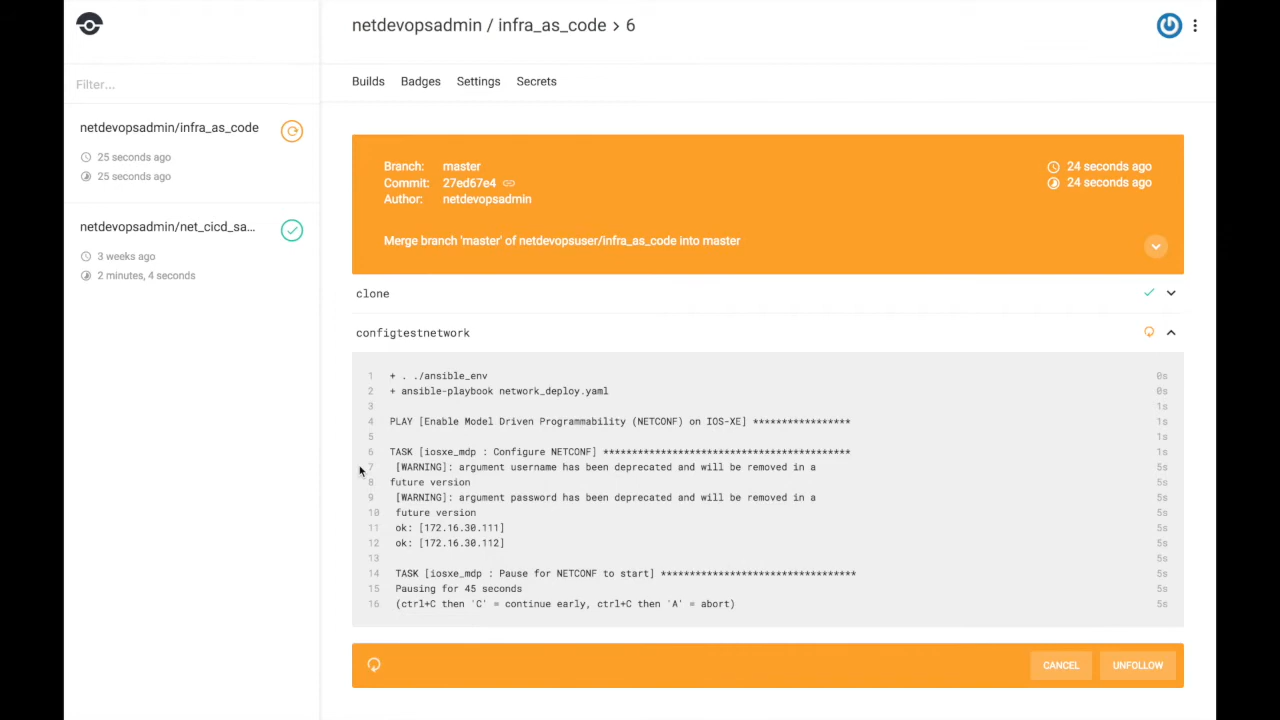 netdevopsadmin / infra_as_code › 6
Filter...
Builds Badges Settings Secrets
netdevopsadmin/infra_as_code
25 seconds ago
25 seconds ago
netdevopsadmin/net_cicd_sa...
3 weeks ago
2 minutes, 4 seconds
Branch: master
Commit: 27ed67e4
Author: netdevopsadmin
24 seconds ago
24 seconds ago
Merge branch 'master' of netdevopsuser/infra_as_code into master
clone
configtestnetwork
1 + . ./ansible_env 0s
2 + ansible-playbook network_deploy.yaml 0s
3 1s
4 PLAY [Enable Model Driven Programmability (NETCONF) on IOS-XE] ***************** 1s
5 1s
6 TASK [iosxe_mdp : Configure NETCONF] ******************************************* 1s
7 [WARNING]: argument username has been deprecated and will be removed in a 5s
8 future version 5s
9 [WARNING]: argument password has been deprecated and will be removed in a 5s
10 future version 5s
11 ok: [172.16.30.111] 5s
12 ok: [172.16.30.112] 5s
13 5s
14 TASK [iosxe_mdp : Pause for NETCONF to start] ********************************** 5s
15 Pausing for 45 seconds 5s
16 (ctrl+C then 'C' = continue early, ctrl+C then 'A' = abort) 5s
CANCEL UNFOLLOW